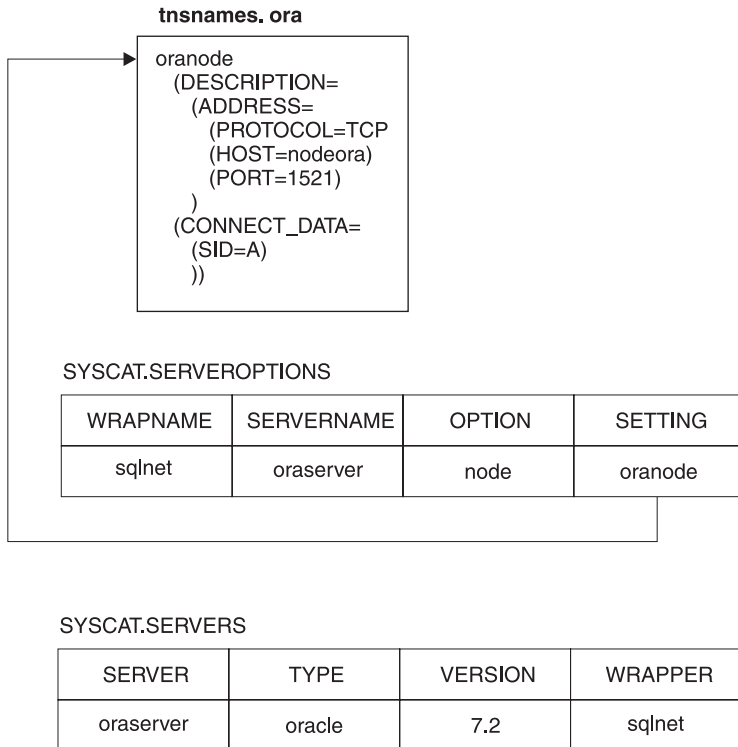 tnsnames. ora
oranode
(DESCRIPTION=
(ADDRESS=
(PROTOCOL=TCP
(HOST=nodeora)
(PORT=1521)
)
(CONNECT_DATA=
(SID=A)
))
SYSCAT.SERVEROPTIONS
WRAPNAME SERVERNAME OPTION SETTING
sqlnet oraserver node oranode
SYSCAT.SERVERS
SERVER TYPE VERSION WRAPPER
oraserver oracle 7.2 sqlnet